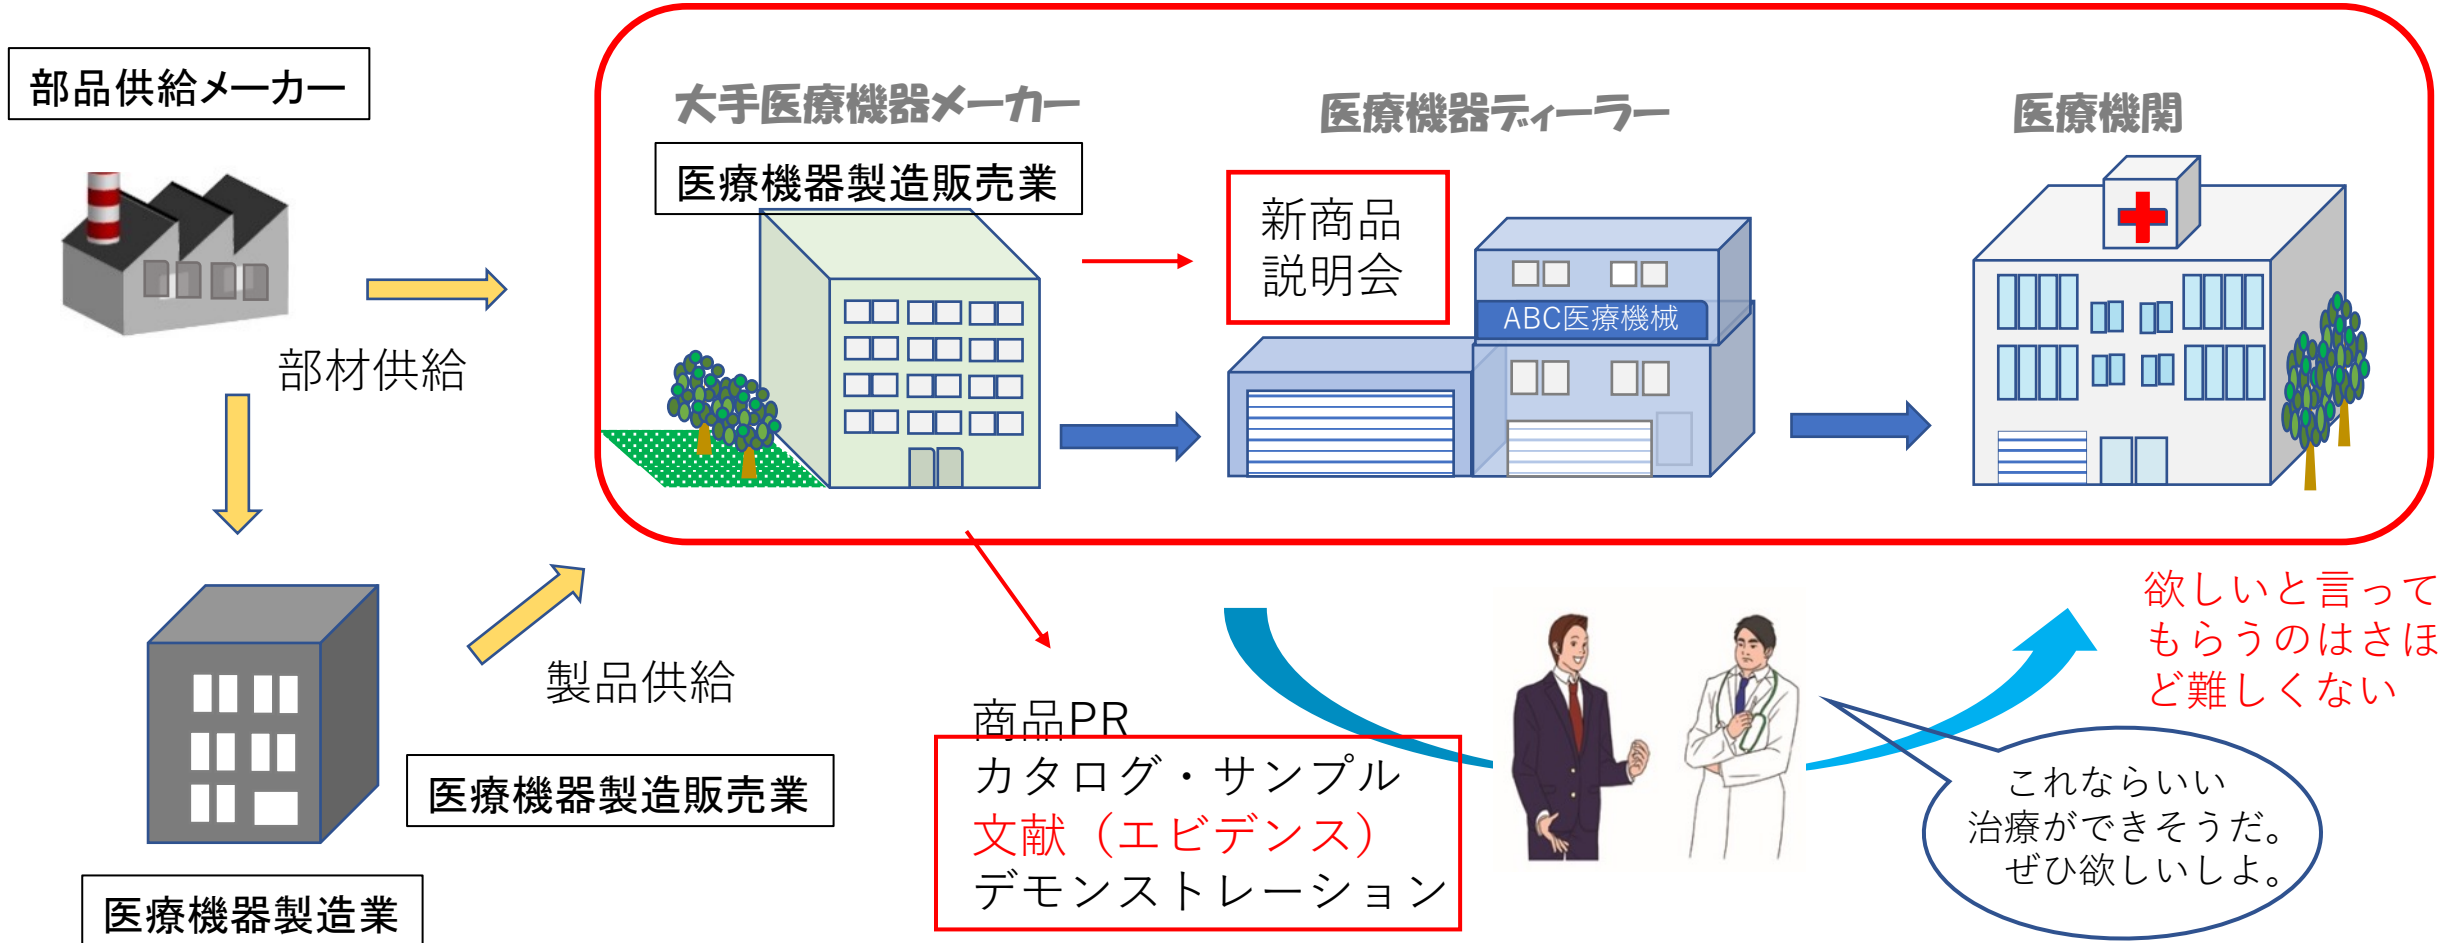 部品供給メーカー
大手医療機器メーカー
医療機器ディーラー
医療機関
医療機器製造販売業
新商品
説明会
ABC医療機械
部材供給
製品供給
医療機器製造販売業
医療機器製造業
商品PR
カタログ・サンプル
文献（エビデンス）
デモンストレーション
欲しいと言って
もらうのはさほ
ど難しくない
これならいい
治療ができそうだ。
ぜひ欲しいしよ。